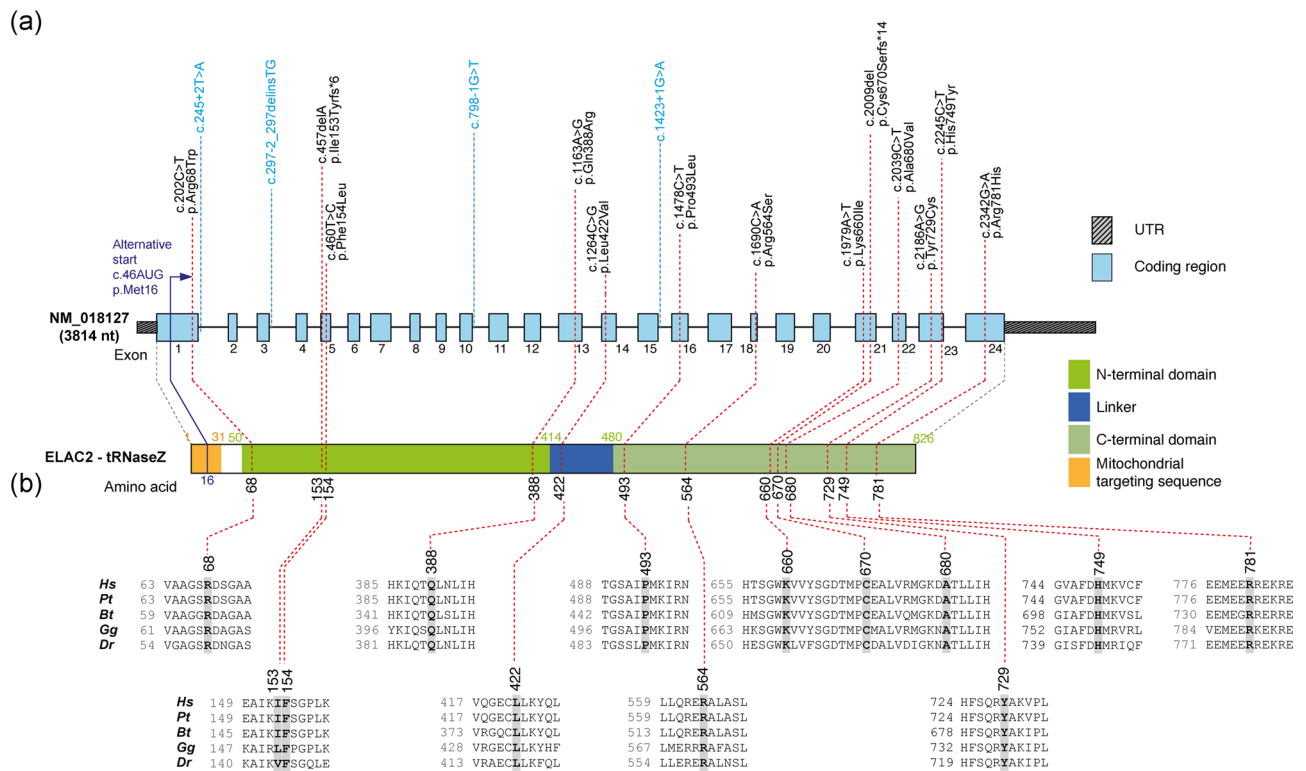 (a)
c.202C>T
p.Arg68Trp
c.245+2T>A
c.297-2_297delinsTG
c.457delA
p.Ile153Tyrfs*6
c.460T>C
p.Phe154Leu
c.798-1G>T
c.1163A>G
p.Gln388Arg
c.1264C>G
p.Leu422Val
c.1423+1G>A
c.1478C>T
p.Pro493Leu
c.1690C>A
p.Arg564Ser
c.1979A>T
p.Lys660Ile
c.2009del
p.Cys670Serfs*14
c.2039C>T
p.Ala680Val
c.2186A>G
p.Tyr729Cys
c.2245C>T
p.His749Tyr
c.2342G>A
p.Arg781His
Alternative
start
c.46AUG
p.Met16
UTR
Coding region
NM_018127
(3814 nt)
Exon
1 2 3 4 5 6 7 8 9 10 11 12 13 14 15 16 17 18 19 20 21 22 23 24
N-terminal domain
Linker
C-terminal domain
Mitochondrial
targeting sequence
1 31 50 414 480 826
ELAC2 - tRNaseZ
16
Amino acid
68 153 154 388 422 493 564 660 670 680 729 749 781
(b)
68 388 493 660 670 680 749 781
Hs 63 VAAGSRDSGAA 385 HKIQTQLNLIH 488 TGSAIPMKIRN 655 HTSGWKVVYSGDTMPCEALVRMGKDATLLIH 744 GVAFDHMKVCF 776 EEMEERREKRE
Pt 63 VAAGSRDSGAA 385 HKIQTQLNLIH 488 TGSAIPMKIRN 655 HTSGWKVVYSGDTMPCEALVRMGKDATLLIH 744 GVAFDHMKVCF 776 EEMEERREKRE
Bt 59 VAAGGRDAGAA 341 HKIQTQLNLIH 442 TGSAIPMKIRN 609 HMSGWKVVYSGDTMPCEALVQMGKDATLLIH 698 GIAFDHMKVSL 730 EEMEGRREKRE
Gg 61 VAAGSRDAGAS 396 YKIQSQLNLIH 496 TGSAIPMKIRN 663 HKSGWKVVYSGDTMPCMALVRMGKNATLLIH 752 GIAFDHMRVRL 784 VEMEERREKRE
Dr 54 VGAGSRDNGAS 381 HKLQTQLSLIH 483 TGSSLPMKIRN 650 HESGWKLVFSGDTMPCDALVDIGKNATLLIH 739 GISFDHMRIQF 771 EEMEERRKERE
153 154 422 564 729
Hs 149 EAIKIFSGPLK 417 VQGECLLKYQL 559 LLQRERALASL 724 HFSQRYAKVPL
Pt 149 EAIKIFSGPLK 417 VQGECLLKYQL 559 LLQRERALASL 724 HFSQRYAKVPL
Bt 145 EAIKIFSGPLK 373 VRGQCLLKYQL 513 LLQRERALASL 678 HFSQRYAKIPL
Gg 147 KAIRLFPGPLK 428 VRGECLLKYHF 567 LMERRRAFASL 732 HFSQRYAKIPL
Dr 140 KAIKVFSGQLE 413 VRAECLLKFQL 554 LLERERALNSL 719 HFSQRYAKIPL